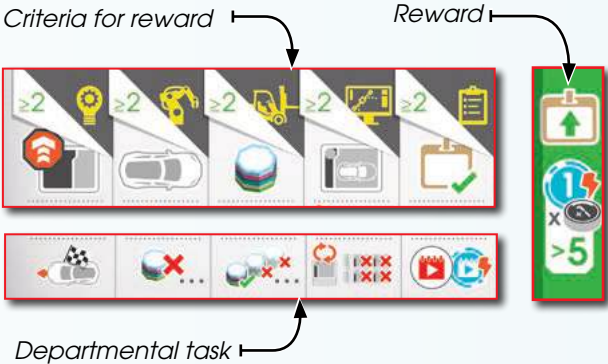 Criteria for reward
Reward
≥2 ≥2 ≥2 ≥2 ≥2
1
x
>5
Departmental task